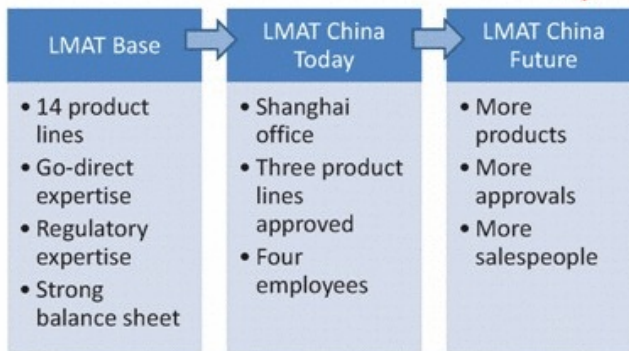 LMAT Base
• 14 product
lines
• Go-direct
expertise
• Regulatory
expertise
• Strong
balance sheet
LMAT China
Today
• Shanghai
office
• Three product
lines
approved
• Four
employees
LMAT China
Future
• More
products
• More
approvals
• More
salespeople